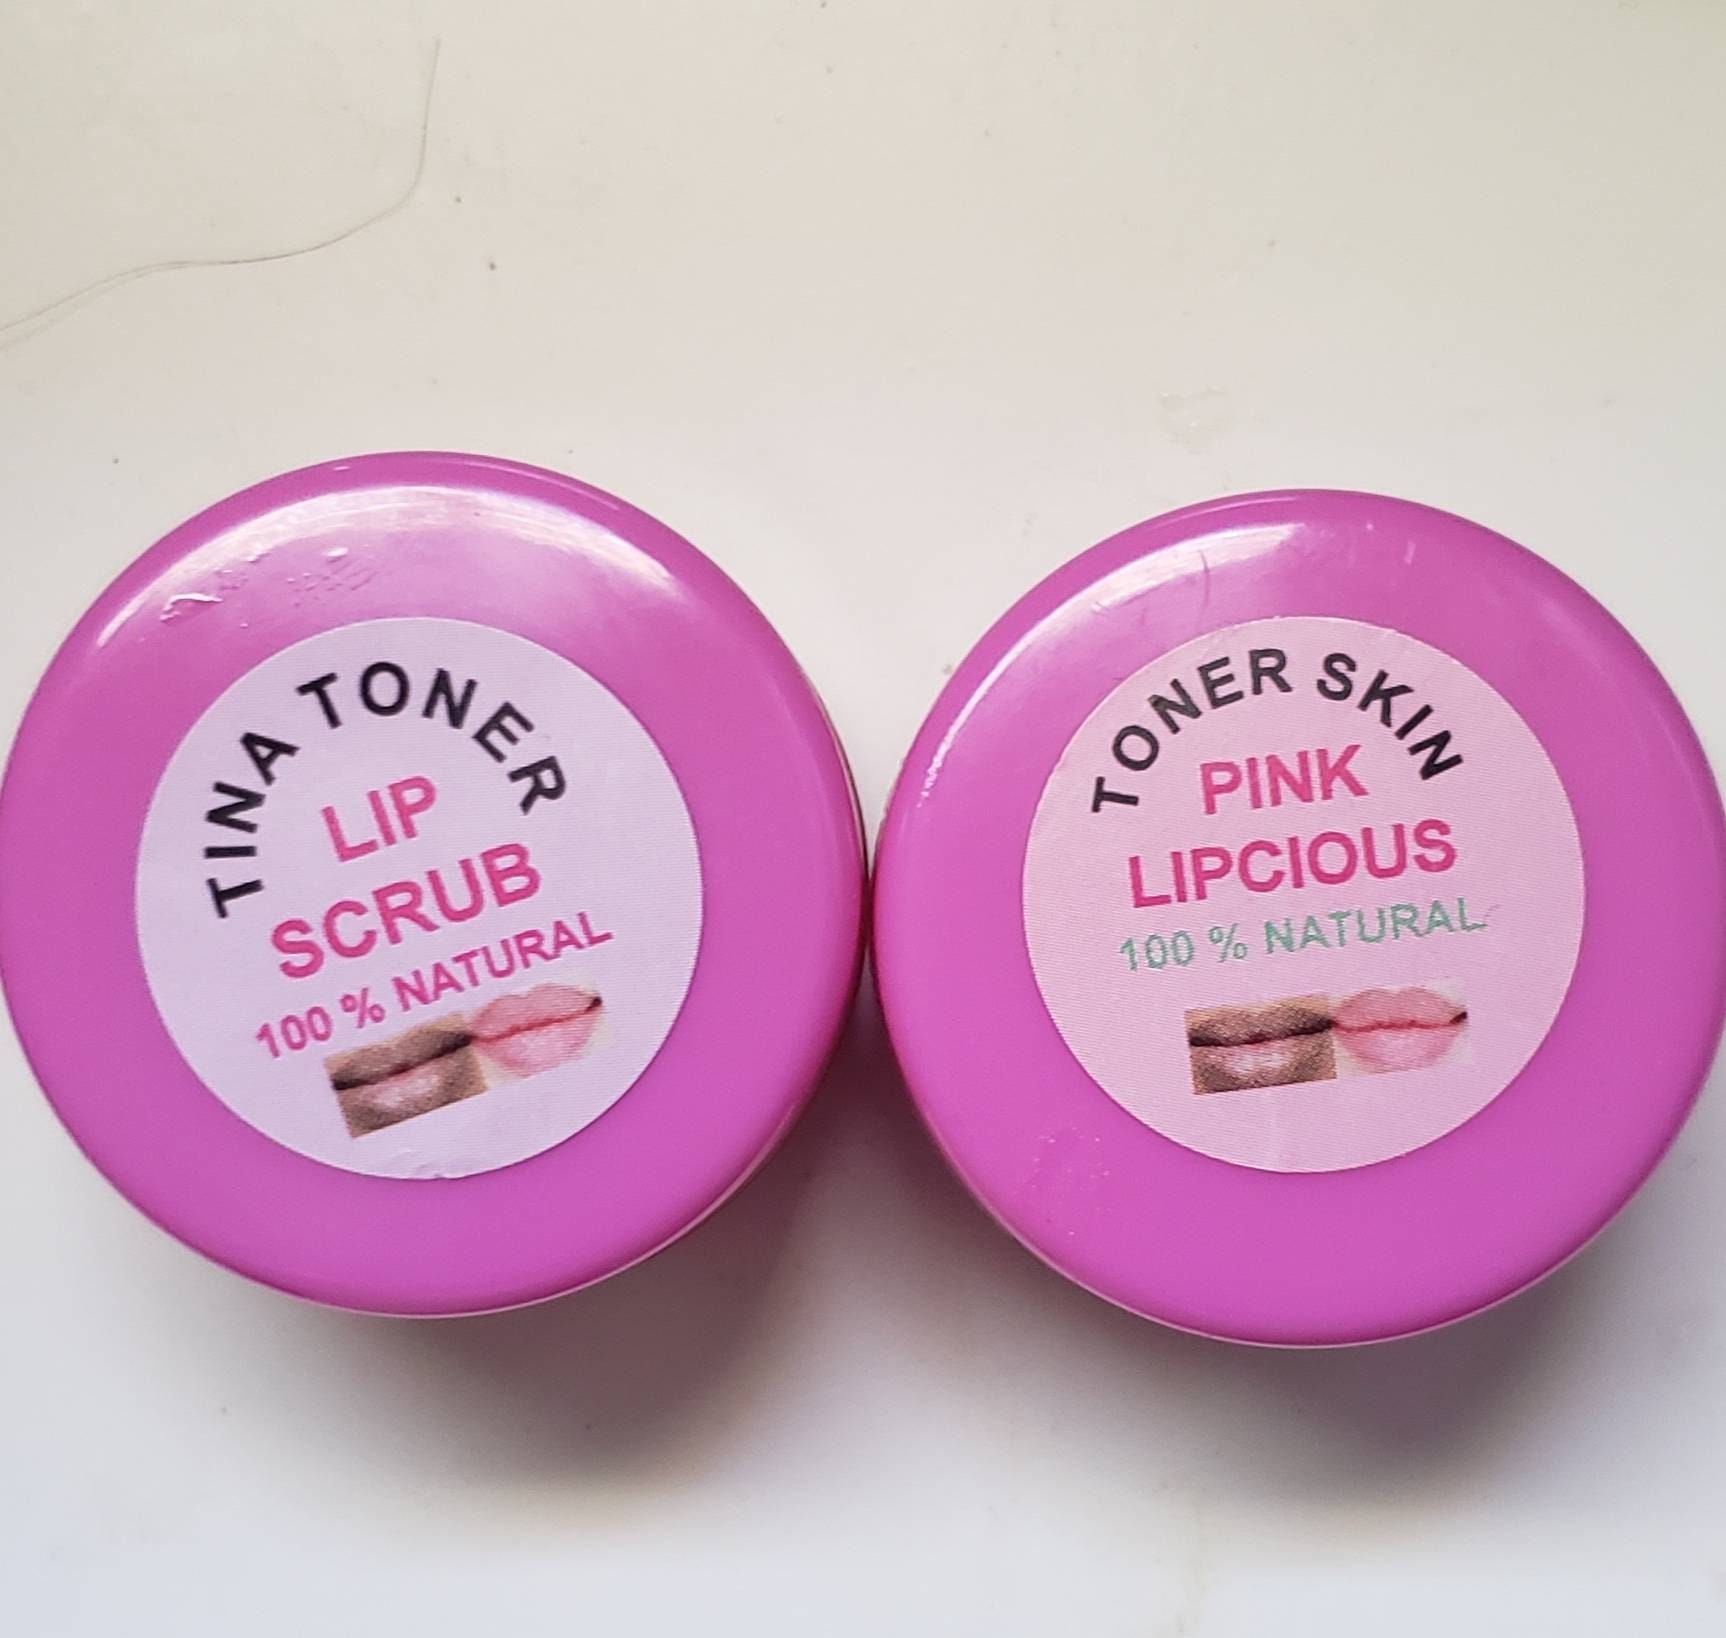 TINA TONER
LIP
SCRUB
100 % NATURAL
TONER SKIN
PINK
LIPCIOUS
100 % NATURAL